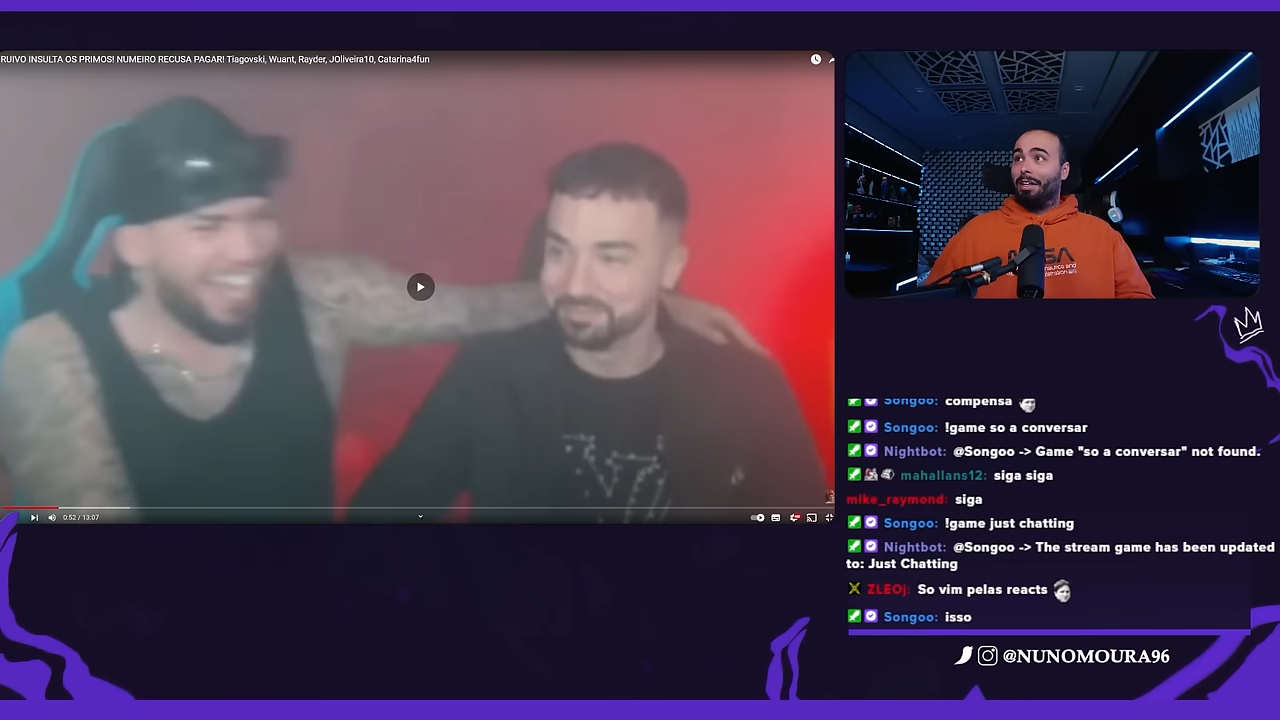 RUIVO INSULTA OS PRIMOS! NUMEIRO RECUSA PAGAR! Tiagovski, Wuant, Rayder, JOliveira10, Catarina4fun
0:52 / 13:07
Songoo: compensa
Songoo: !game so a conversar
Nightbot: @Songoo -> Game "so a conversar" not found.
mahallans12: siga siga
mike_raymond: siga
Songoo: !game just chatting
Nightbot: @Songoo -> The stream game has been updated
to: Just Chatting
ZLEOj: So vim pelas reacts
Songoo: isso
@NUNOMOURA96